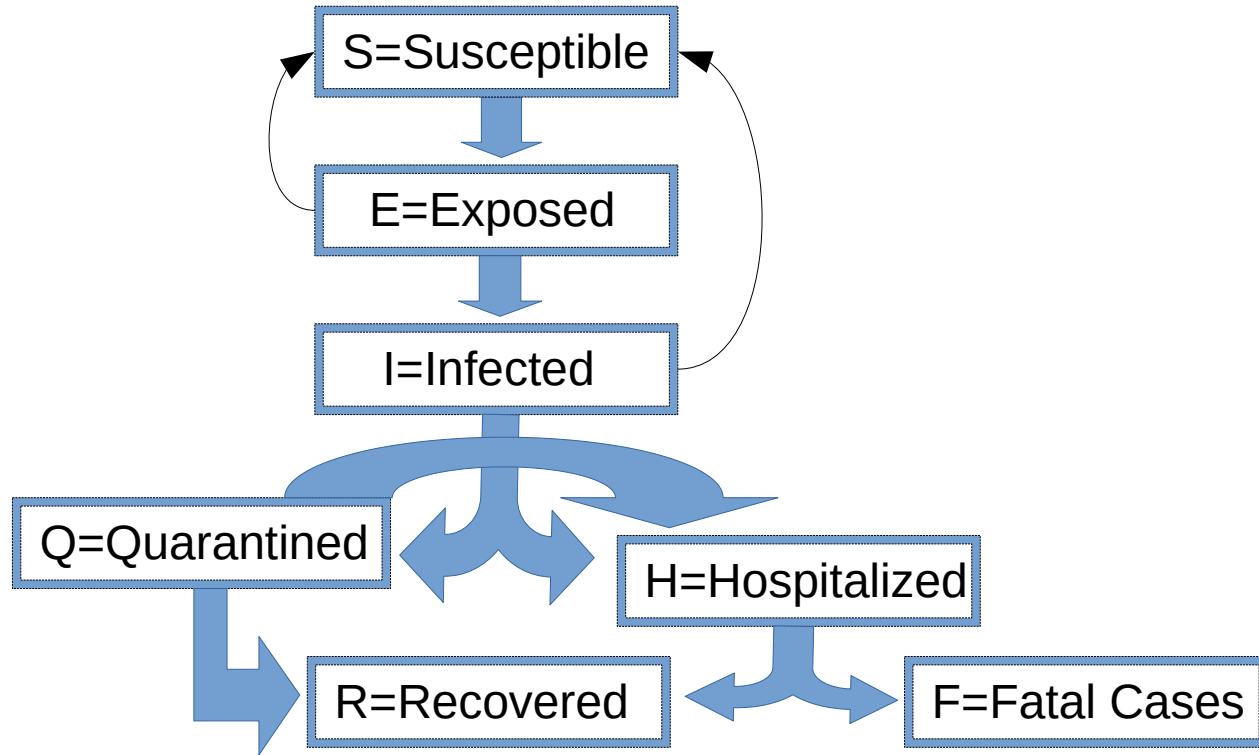 S=Susceptible
E=Exposed
I=Infected
Q=Quarantined
H=Hospitalized
R=Recovered
F=Fatal Cases